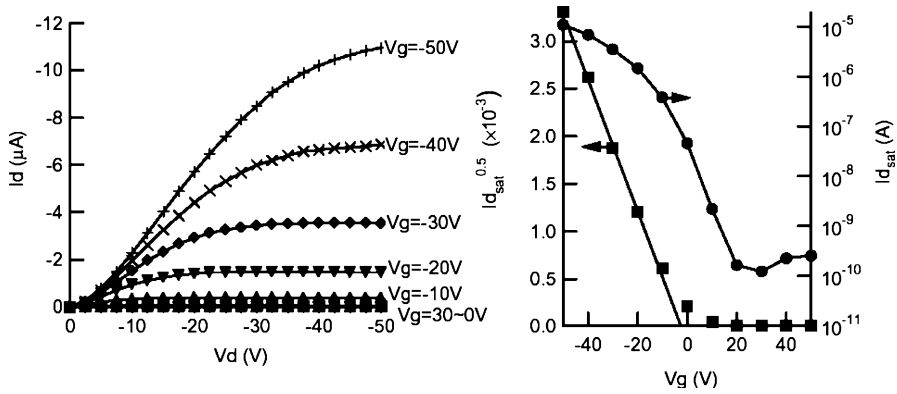 -12
-10
-8
-6
-4
-2
0
Id (μA)
0
-10
-20
-30
-40
-50
Vd (V)
Vg=-50V
Vg=-40V
Vg=-30V
Vg=-20V
Vg=-10V
Vg=30~0V
3.0
2.5
2.0
1.5
1.0
0.5
0.0
Id_sat^0.5 (×10^-3)
-40
-20
0
20
40
Vg (V)
10^-5
10^-6
10^-7
10^-8
10^-9
10^-10
10^-11
Id_sat (A)